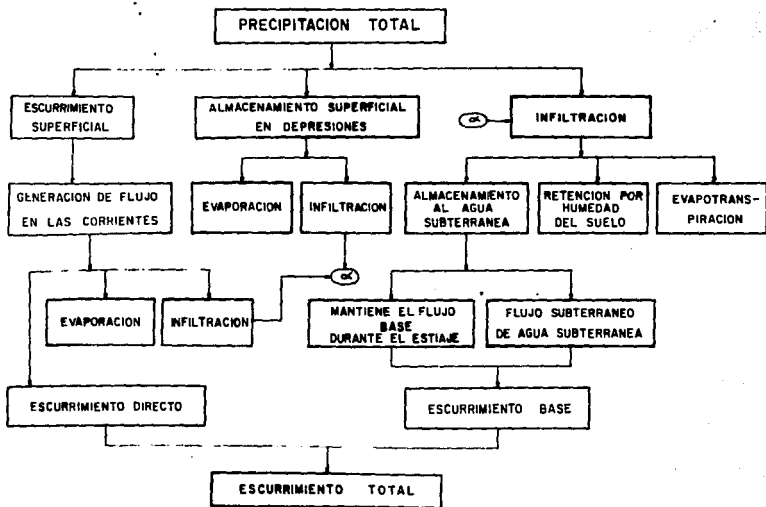 PRECIPITACION TOTAL
ESCURRIMIENTO
SUPERFICIAL
ALMACENAMIENTO SUPERFICIAL
EN DEPRESIONES
α
INFILTRACION
GENERACION DE FLUJO
EN LAS CORRIENTES
EVAPORACION
INFILTRACION
ALMACENAMIENTO
AL AGUA
SUBTERRANEA
RETENCION POR
HUMEDAD
DEL SUELO
EVAPOTRANS-
PIRACION
α
EVAPORACION
INFILTRACION
MANTIENE EL FLUJO
BASE
DURANTE EL ESTIAJE
FLUJO SUBTERRANEO
DE AGUA SUBTERRANEA
ESCURRIMIENTO DIRECTO
ESCURRIMIENTO BASE
ESCURRIMIENTO TOTAL